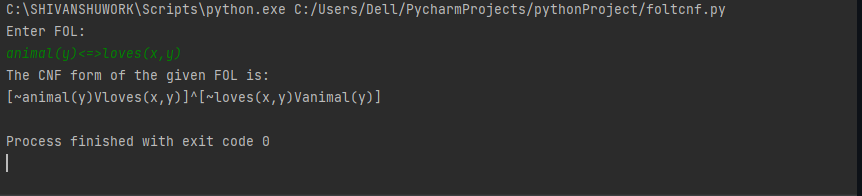 C:\SHIVANSHUWORK\Scripts\python.exe C:/Users/Dell/PycharmProjects/pythonProject/foltcnf.py
Enter FOL:
animal(y)<=>loves(x,y)
The CNF form of the given FOL is:
[~animal(y)Vloves(x,y)]^[~loves(x,y)Vanimal(y)]
Process finished with exit code 0